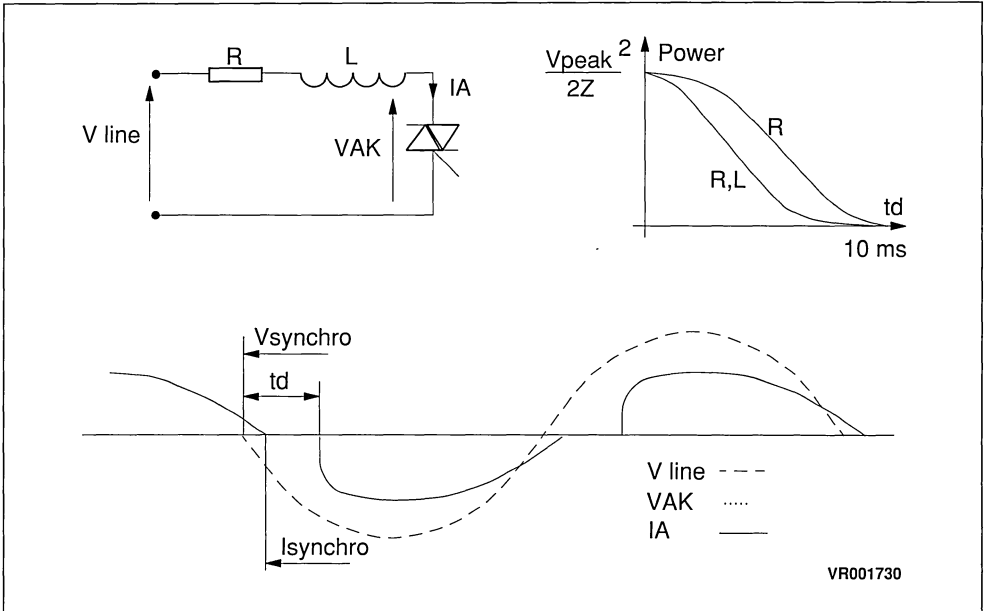 R
L
IA
V line
VAK
Vpeak 2
2Z
Power
R
R,L
td
10 ms
Vsynchro
td
Isynchro
V line
VAK
IA
VR001730